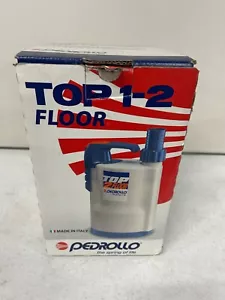 TOP 1-2
FLOOR
TOP
PEDROLLO
MADE IN ITALY
PEDROLLO
the spring of life